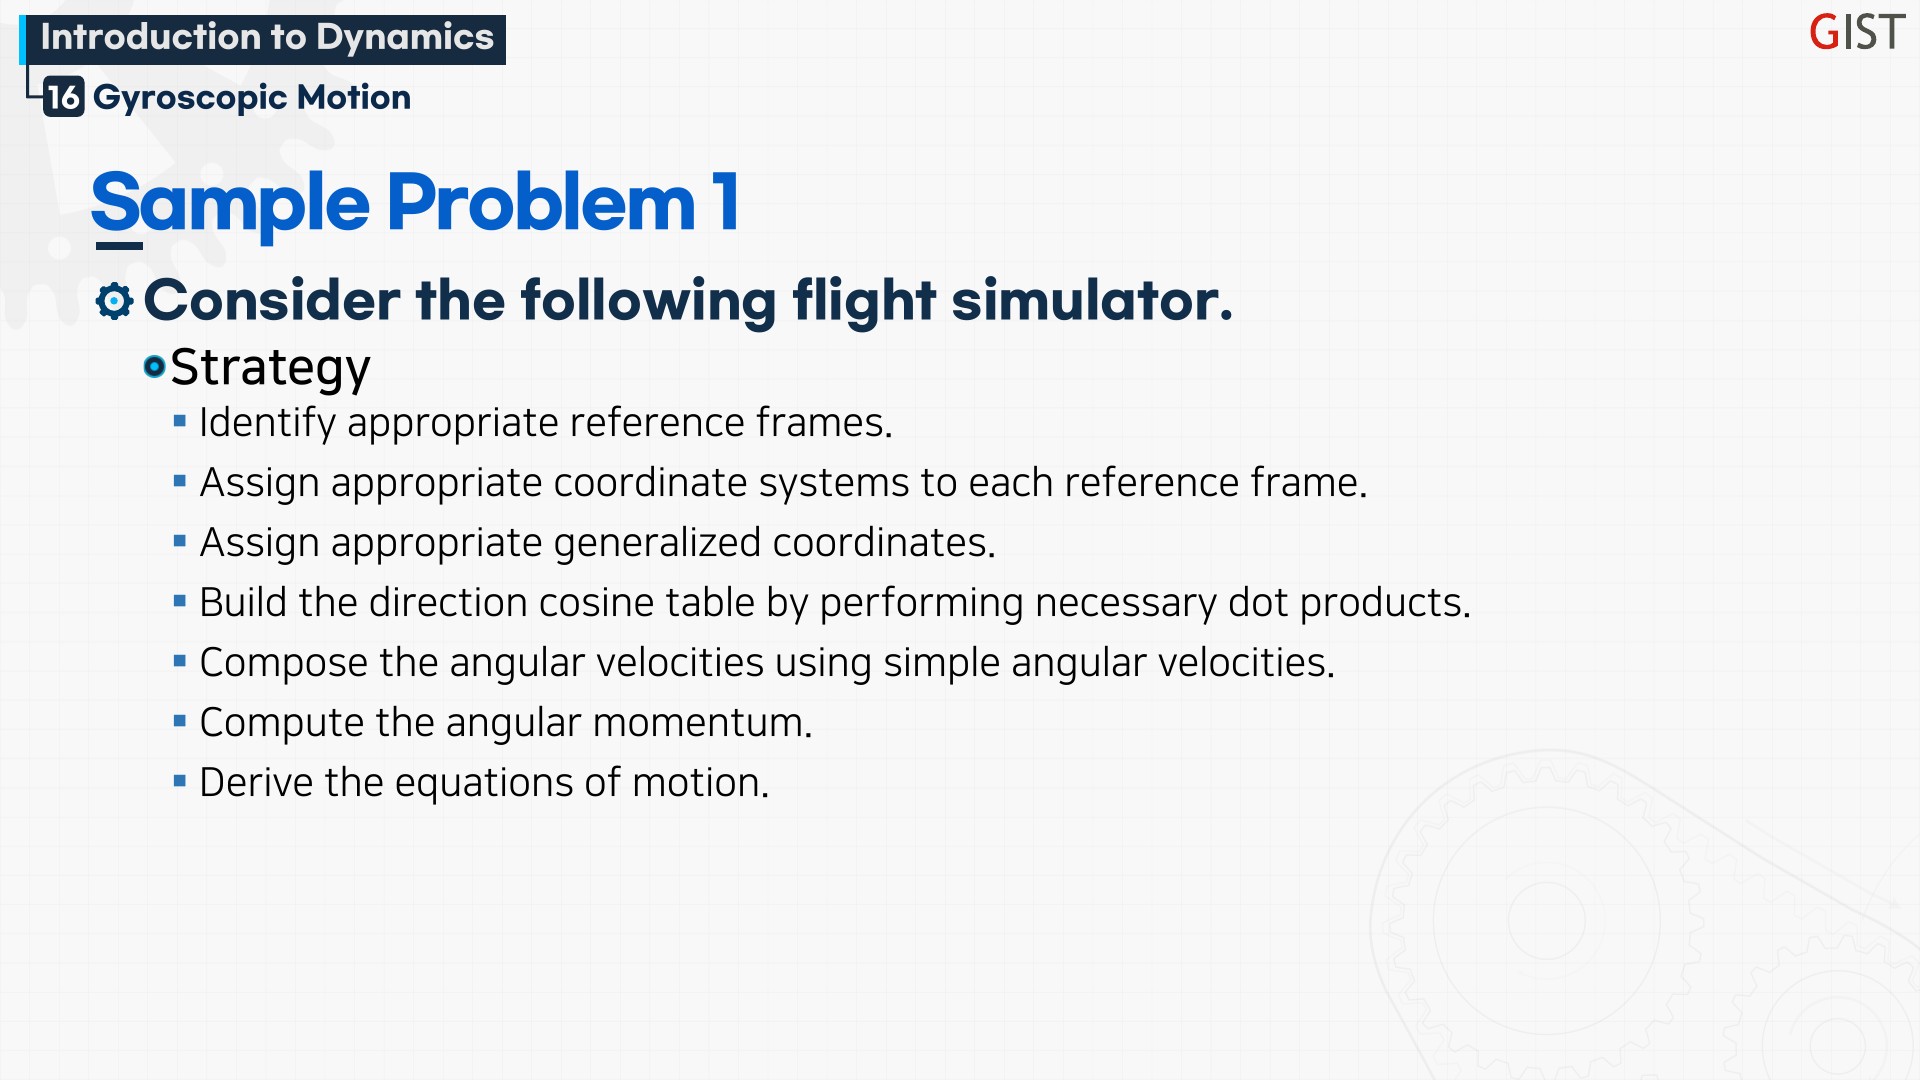 Introduction to Dynamics
GIST
16 Gyroscopic Motion
Sample Problem 1
Consider the following flight simulator.
Strategy
Identify appropriate reference frames.
Assign appropriate coordinate systems to each reference frame.
Assign appropriate generalized coordinates.
Build the direction cosine table by performing necessary dot products.
Compose the angular velocities using simple angular velocities.
Compute the angular momentum.
Derive the equations of motion.